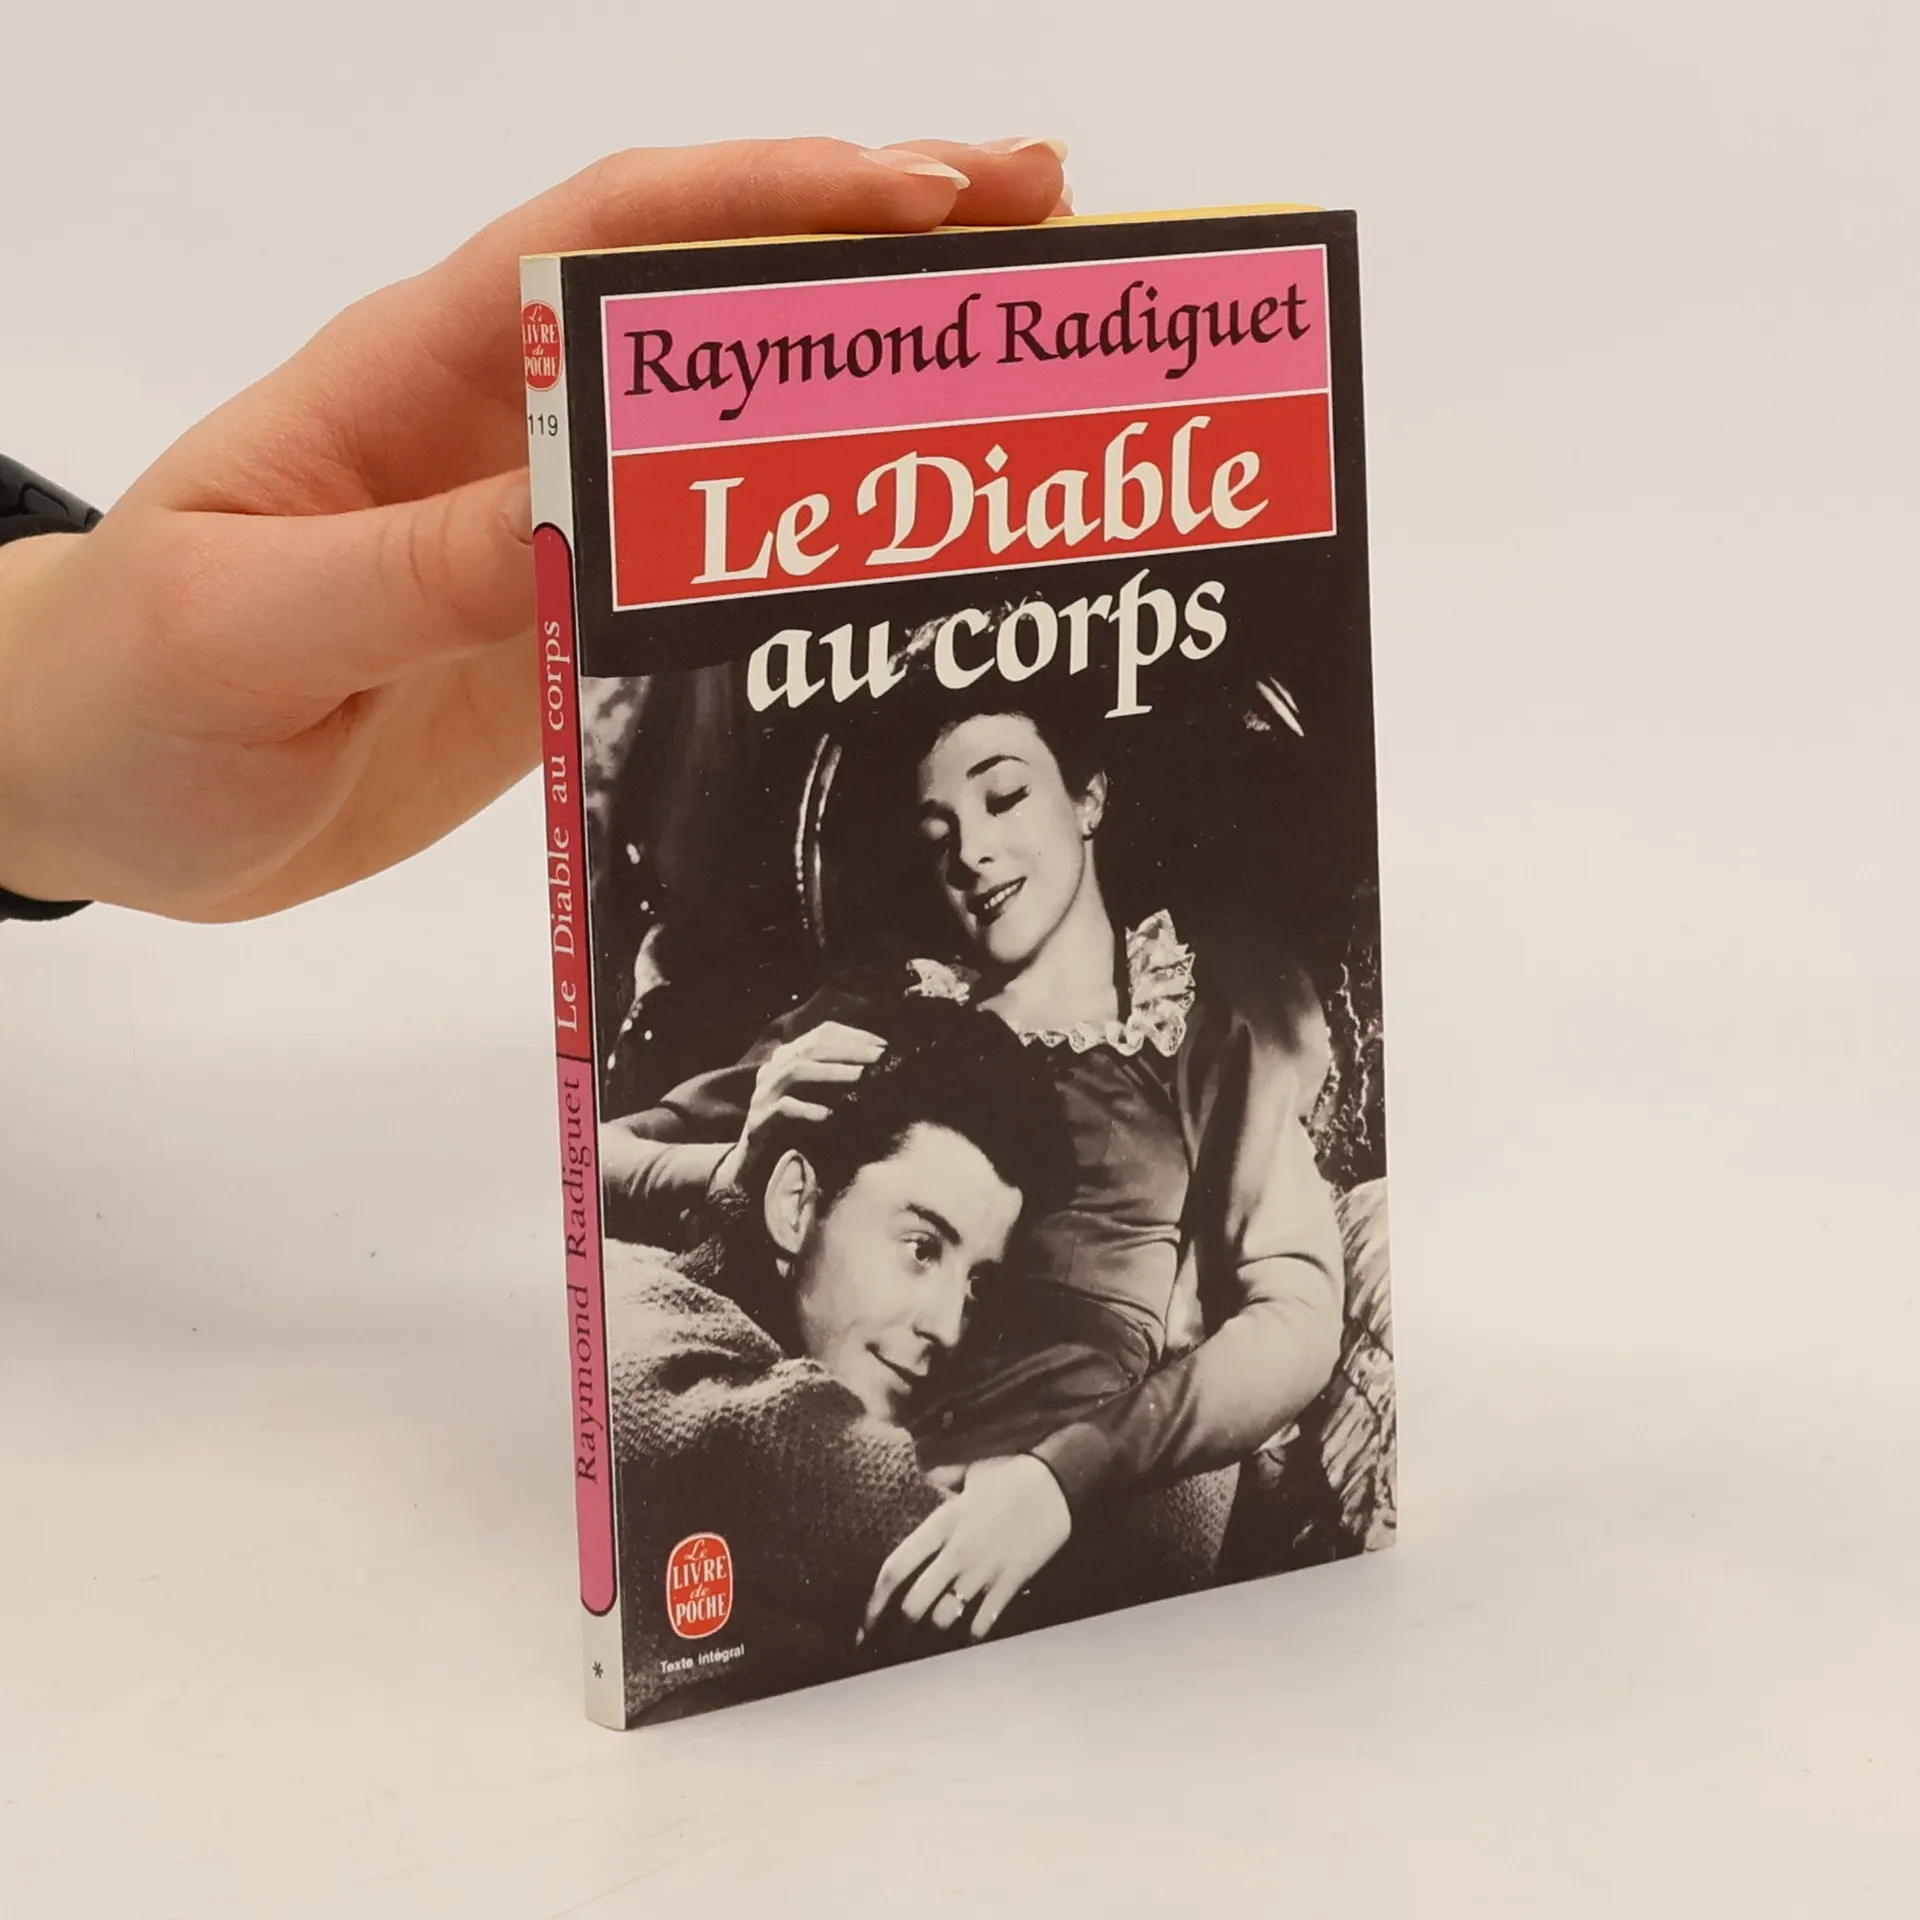 Raymond Radiguet
Le Diable
au corps
Le
LIVRE
de
POCHE
Texte intégral
Le
LIVRE
de
POCHE
119
Raymond Radiguet | Le Diable au corps
*